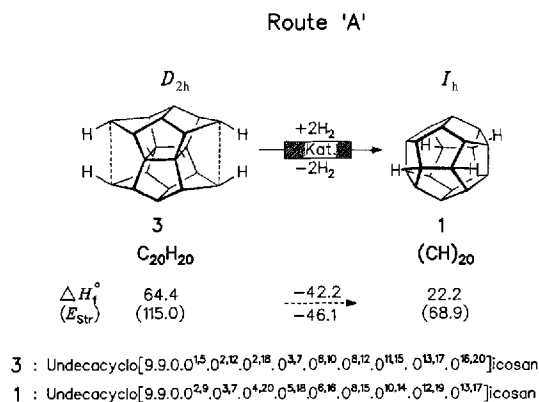 Route 'A'
D2h
Ih
H H H H
+2H2
Kat.
−2H2
H H H H
3 1
C20H20 (CH)20
ΔHf° 64.4 −42.2 22.2
(EStr) (115.0) −46.1 (68.9)
3 : Undecacyclo[9.9.0.0^1,5.0^2,12.0^2,18.0^3,7.0^6,10.0^8,12.0^11,15.0^13,17.0^16,20]icosan
1 : Undecacyclo[9.9.0.0^2,9.0^3,7.0^4,20.0^5,18.0^6,16.0^8,15.0^10,14.0^12,19.0^13,17]icosan